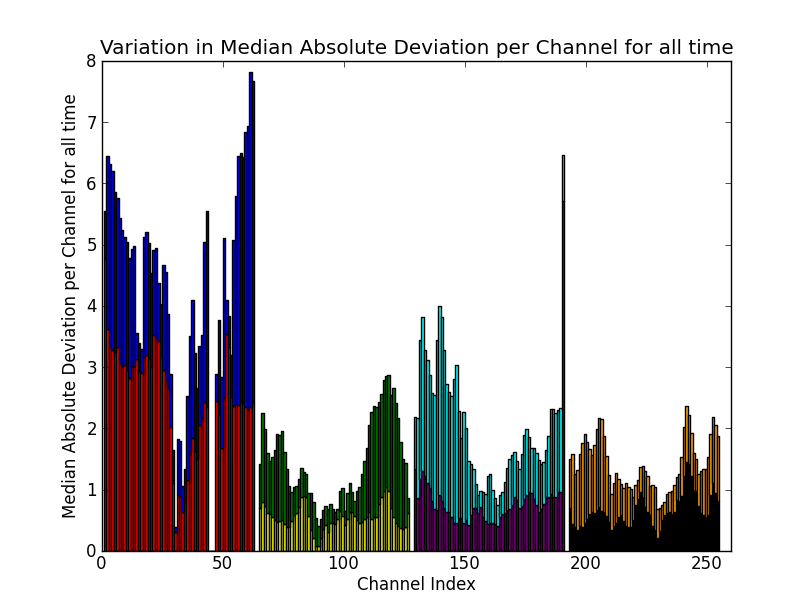 Variation in Median Absolute Deviation per Channel for all time
Median Absolute Deviation per Channel for all time
8
7
6
5
4
3
2
1
0
0 50 100 150 200 250
Channel Index